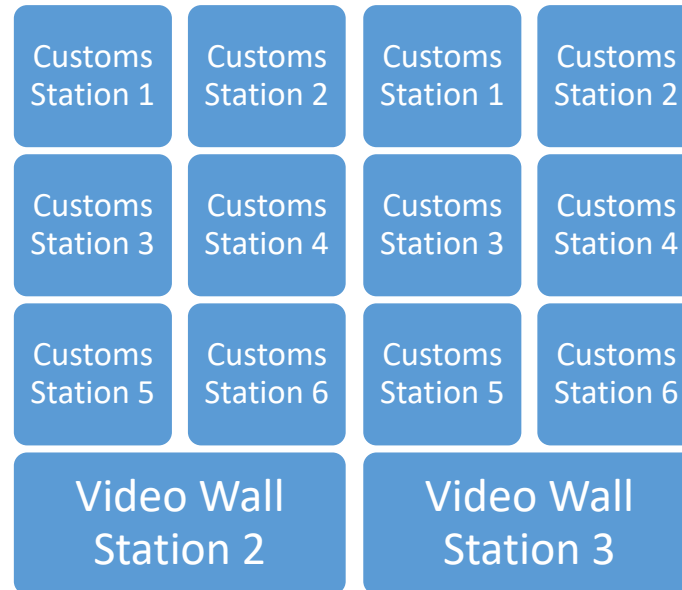 Customs
Station 1
Customs
Station 2
Customs
Station 1
Customs
Station 2
Customs
Station 3
Customs
Station 4
Customs
Station 3
Customs
Station 4
Customs
Station 5
Customs
Station 6
Customs
Station 5
Customs
Station 6
Video Wall
Station 2
Video Wall
Station 3